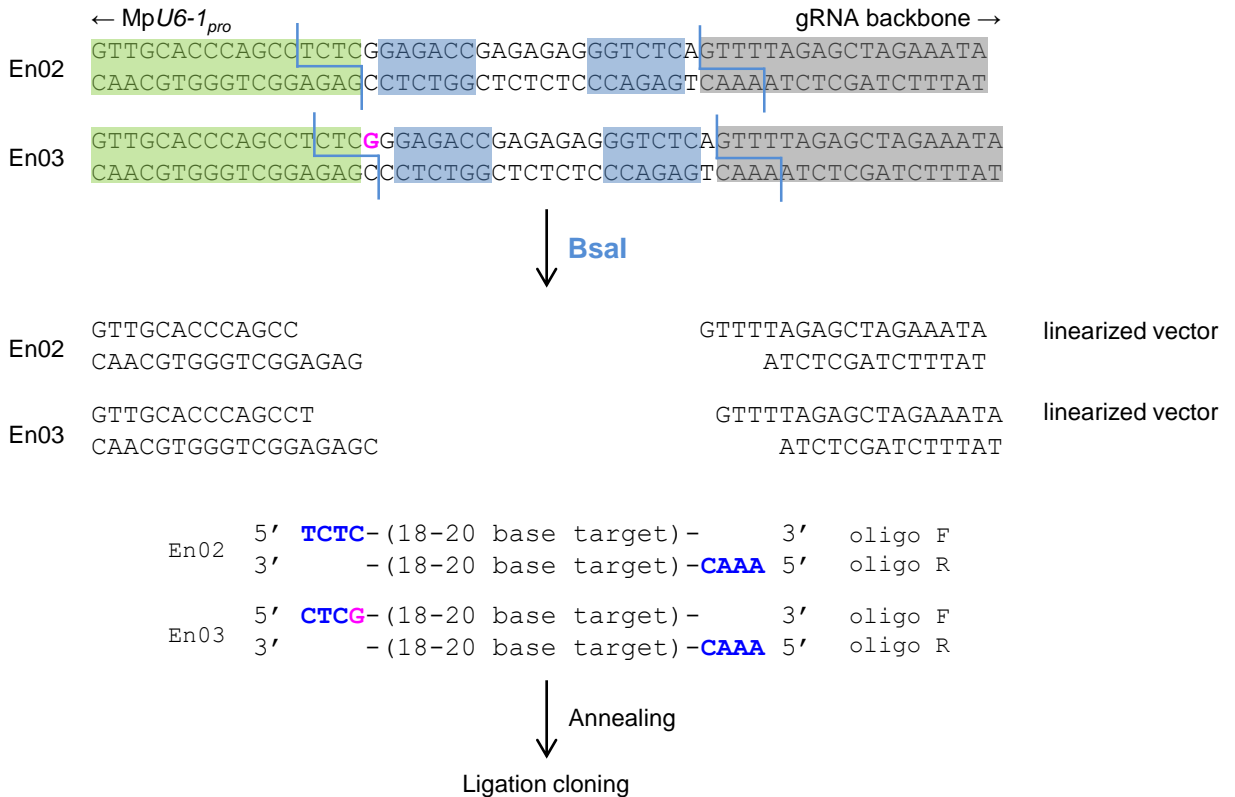 ← MpU6-1pro gRNA backbone →
En02
GTTGCACCCAGCCTCTCGGAGACCGAGAGAGGGTCTCAGTTTTAGAGCTAGAAATA
CAACGTGGGTCGGAGAGCCTCTGGCTCTCTCCCAGAGTCAAAATCTCGATCTTTAT
En03
GTTGCACCCAGCCTCTCGGGAGACCGAGAGAGGGTCTCAGTTTTAGAGCTAGAAATA
CAACGTGGGTCGGAGAGCCCTCTGGCTCTCTCCCAGAGTCAAAATCTCGATCTTTAT
BsaI
En02
GTTGCACCCAGCC GTTTTAGAGCTAGAAATA linearized vector
CAACGTGGGTCGGAGAG ATCTCGATCTTTAT
En03
GTTGCACCCAGCCT GTTTTAGAGCTAGAAATA linearized vector
CAACGTGGGTCGGAGAGC ATCTCGATCTTTAT
En02
5′ TCTC-(18-20 base target)- 3′ oligo F
3′ -(18-20 base target)-CAAA 5′ oligo R
En03
5′ CTCG-(18-20 base target)- 3′ oligo F
3′ -(18-20 base target)-CAAA 5′ oligo R
Annealing
Ligation cloning